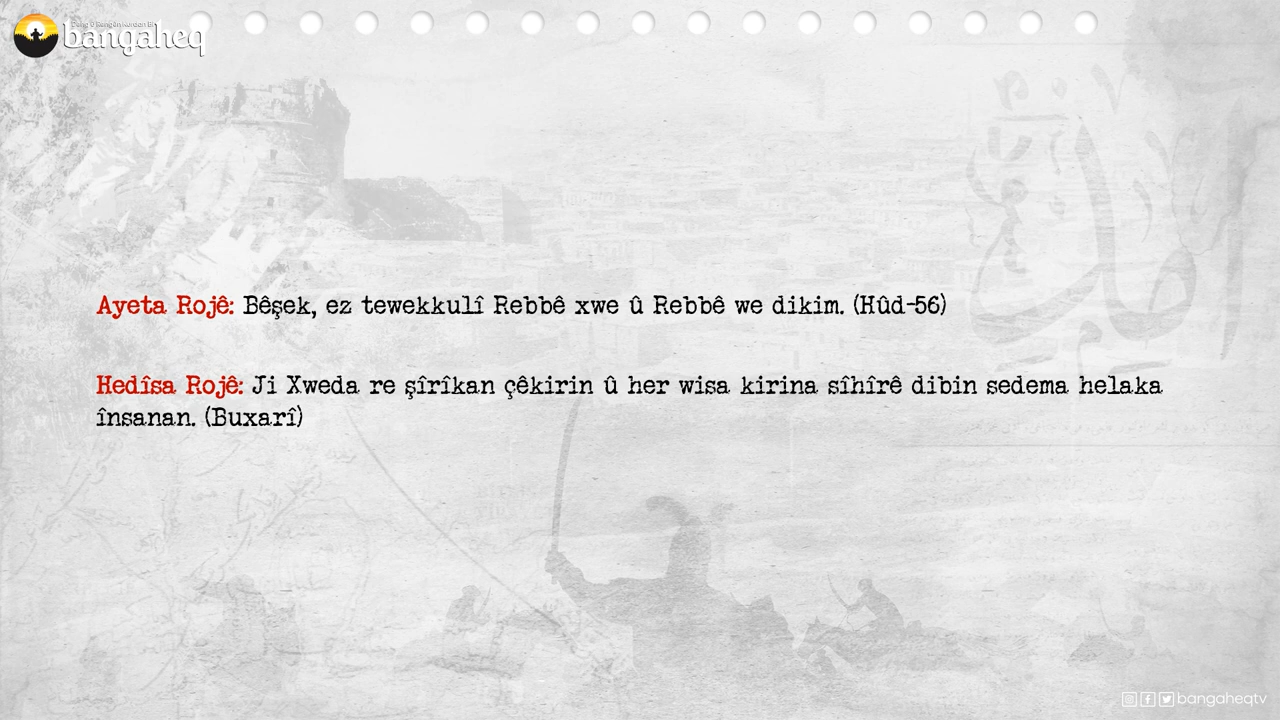 bangaheq
Ayeta Rojê: Bêşek, ez tewekkulî Rebbê xwe û Rebbê we dikim. (Hûd-56)
Hedîsa Rojê: Ji Xweda re şîrîkan çêkirin û her wisa kirina sîhîrê dibin sedema helaka
însanan. (Buxarî)
bangaheqtv